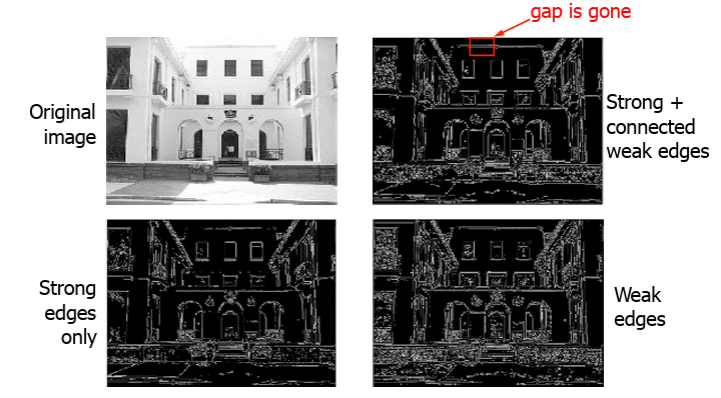 gap is gone
Original
image
Strong +
connected
weak edges
Strong
edges
only
Weak
edges